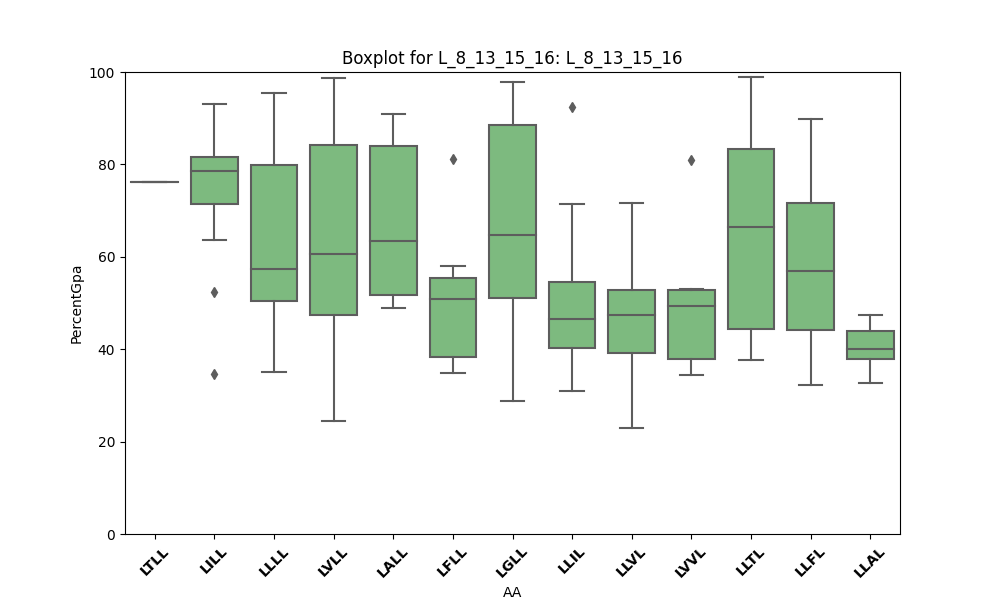 Boxplot for L_8_13_15_16: L_8_13_15_16
PercentGpa
100
80
60
40
20
0
LTLL LILL LLLL LVLL LALL LFLL LGLL LLIL LLVL LVVL LLTL LLFL LLAL
AA